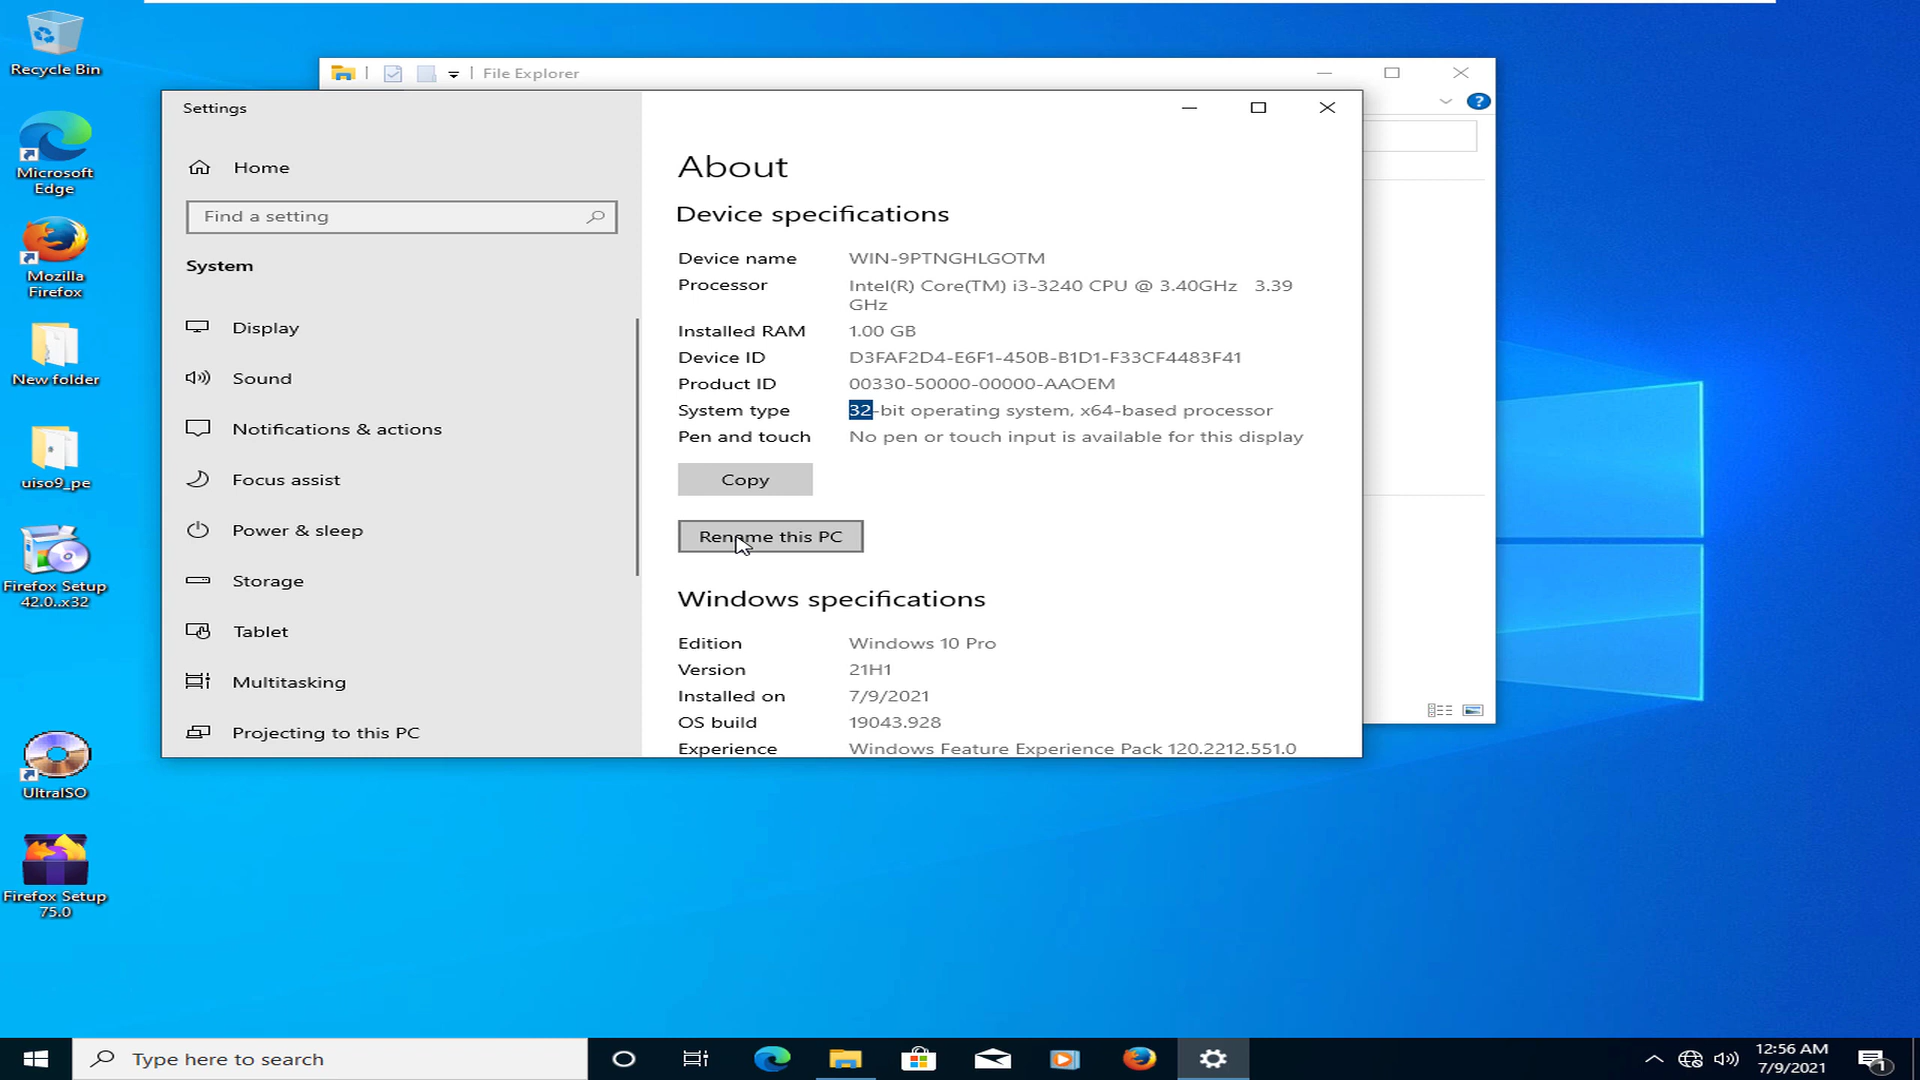 Recycle Bin
Microsoft
Edge
Mozilla
Firefox
New folder
uiso9_pe
Firefox Setup
42.0..x32
UltraISO
Firefox Setup
75.0
File Explorer
Settings
Home
Find a setting
System
Display
Sound
Notifications & actions
Focus assist
Power & sleep
Storage
Tablet
Multitasking
Projecting to this PC
About
Device specifications
Device name WIN-9PTNGHLGOTM
Processor Intel(R) Core(TM) i3-3240 CPU @ 3.40GHz 3.39
GHz
Installed RAM 1.00 GB
Device ID D3FAF2D4-E6F1-450B-B1D1-F33CF4483F41
Product ID 00330-50000-00000-AAOEM
System type 32-bit operating system, x64-based processor
Pen and touch No pen or touch input is available for this display
Copy
Rename this PC
Windows specifications
Edition Windows 10 Pro
Version 21H1
Installed on 7/9/2021
OS build 19043.928
Experience Windows Feature Experience Pack 120.2212.551.0
Type here to search
12:56 AM
7/9/2021
1